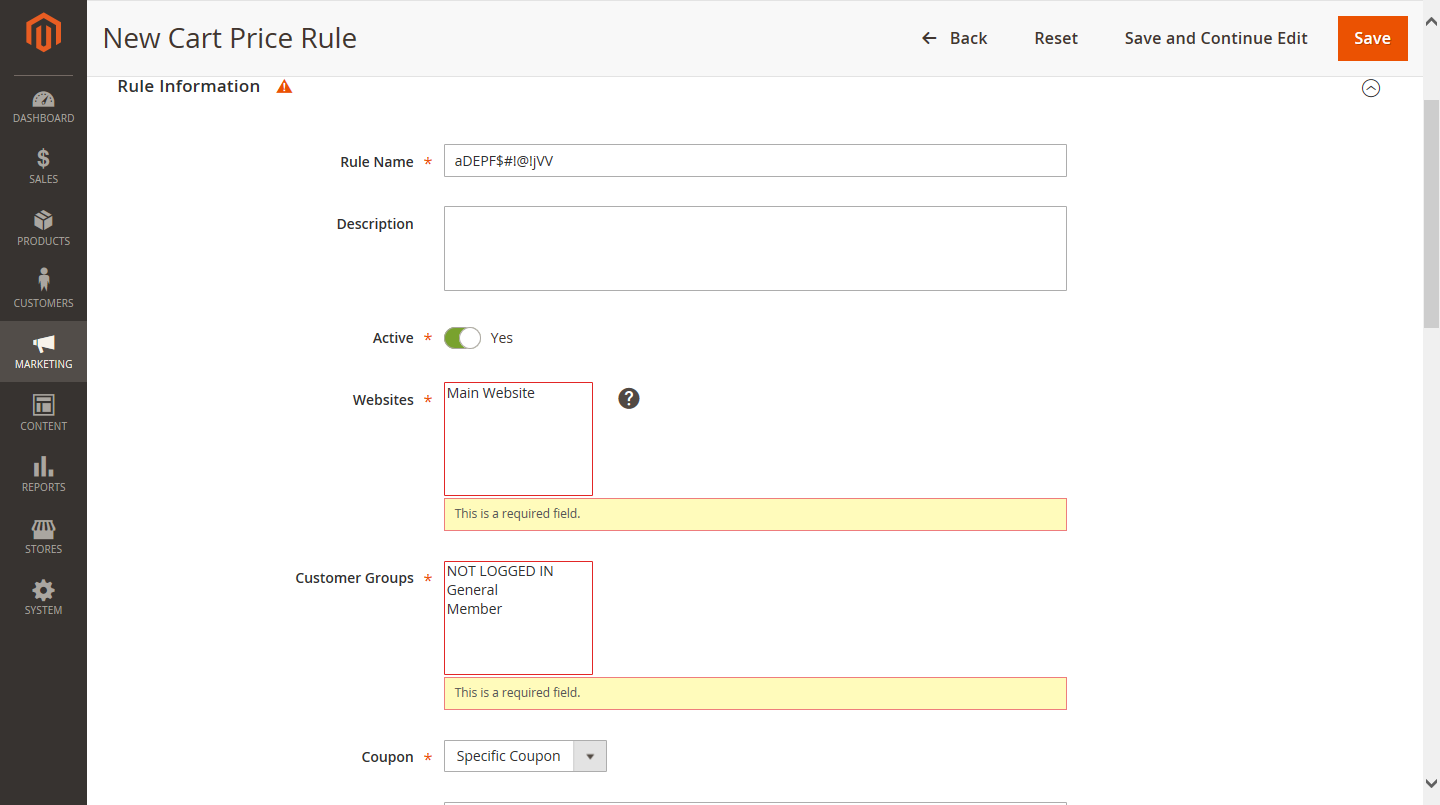 New Cart Price Rule
Back
Reset
Save and Continue Edit
Save
DASHBOARD
SALES
PRODUCTS
CUSTOMERS
MARKETING
CONTENT
REPORTS
STORES
SYSTEM
Rule Information
Rule Name *
aDEPF$#!@!jVV
Description
Active *
Yes
Websites *
Main Website
?
This is a required field.
Customer Groups *
NOT LOGGED IN
General
Member
This is a required field.
Coupon *
Specific Coupon